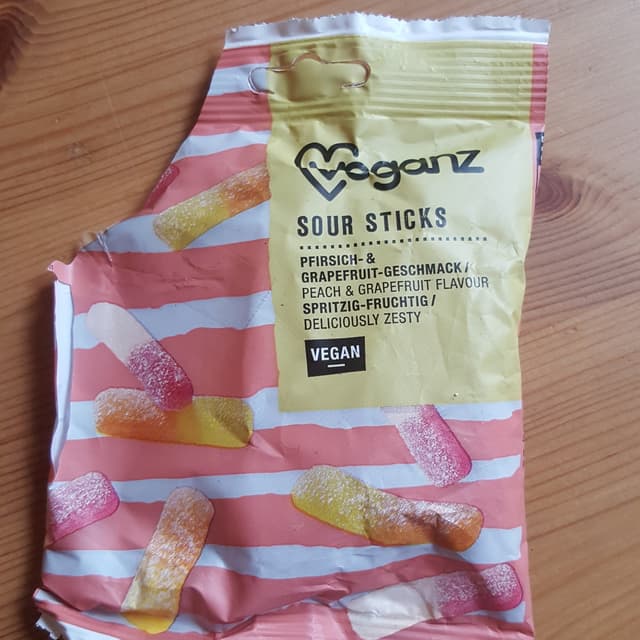 veganz
SOUR STICKS
PFIRSICH- &
GRAPEFRUIT-GESCHMACK /
PEACH & GRAPEFRUIT FLAVOUR
SPRITZIG-FRUCHTIG /
DELICIOUSLY ZESTY
VEGAN